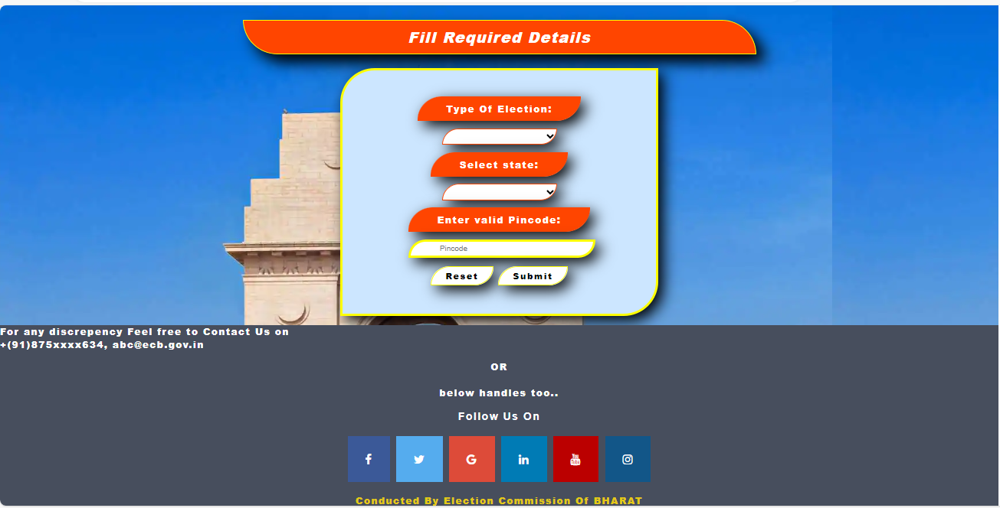 Fill Required Details
Type Of Election:
Select state:
Enter valid Pincode:
Pincode
Reset Submit
For any discrepency Feel free to Contact Us on
+(91)875xxxx634, abc@ecb.gov.in
OR
below handles too..
Follow Us On
Conducted By Election Commission Of BHARAT